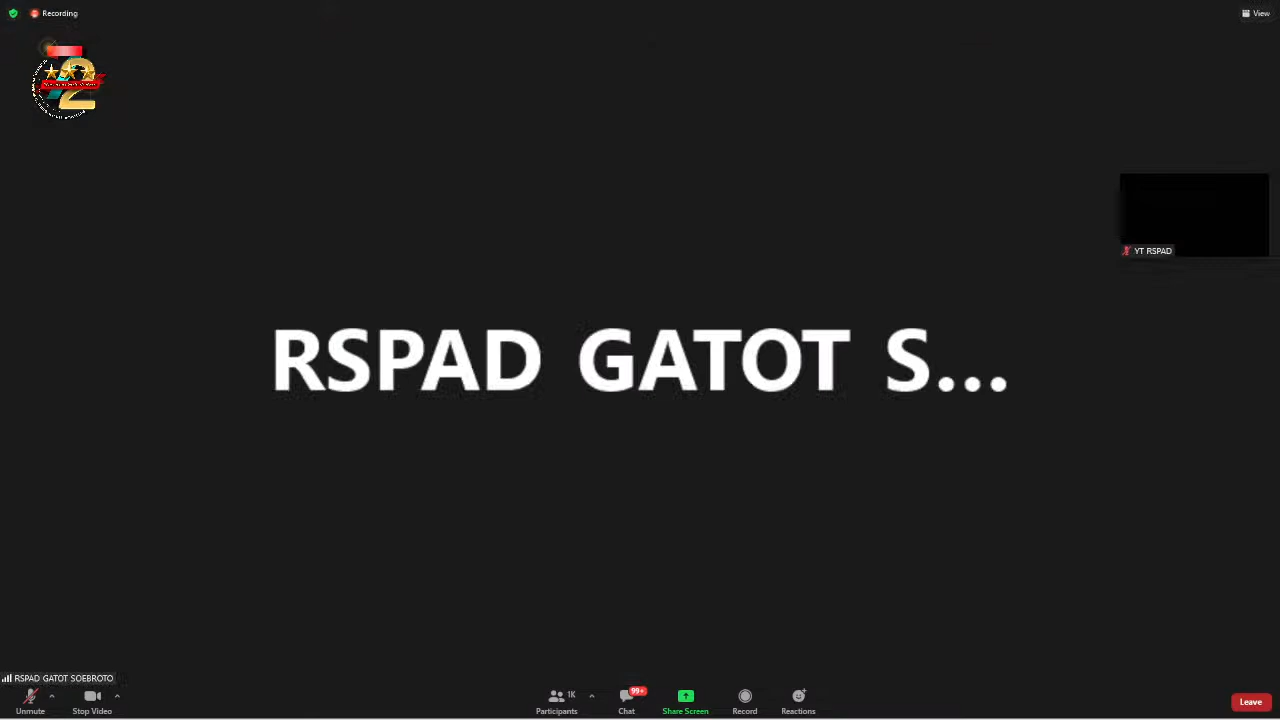 Recording
View
2
YT RSPAD
RSPAD GATOT S...
RSPAD GATOT SOEBROTO
Unmute
Stop Video
Participants
1K
Chat
99+
Share Screen
Record
Reactions
Leave